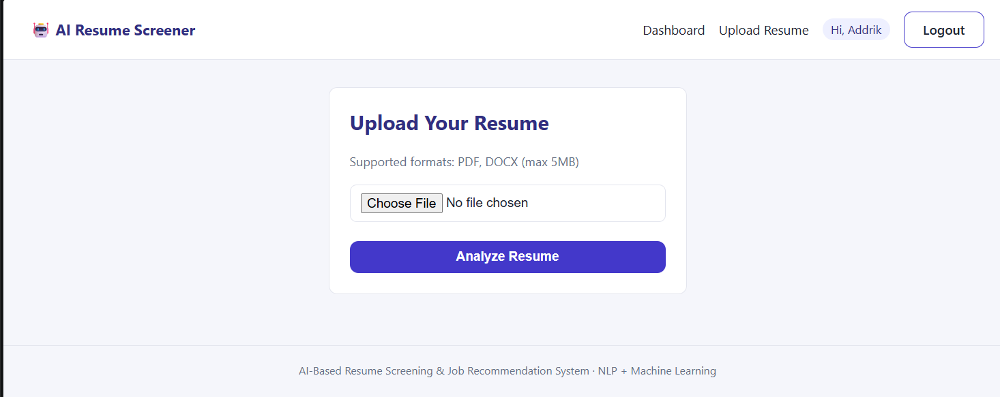 AI Resume Screener
Dashboard
Upload Resume
Hi, Addrik
Logout
Upload Your Resume
Supported formats: PDF, DOCX (max 5MB)
Choose File No file chosen
Analyze Resume
AI-Based Resume Screening & Job Recommendation System · NLP + Machine Learning